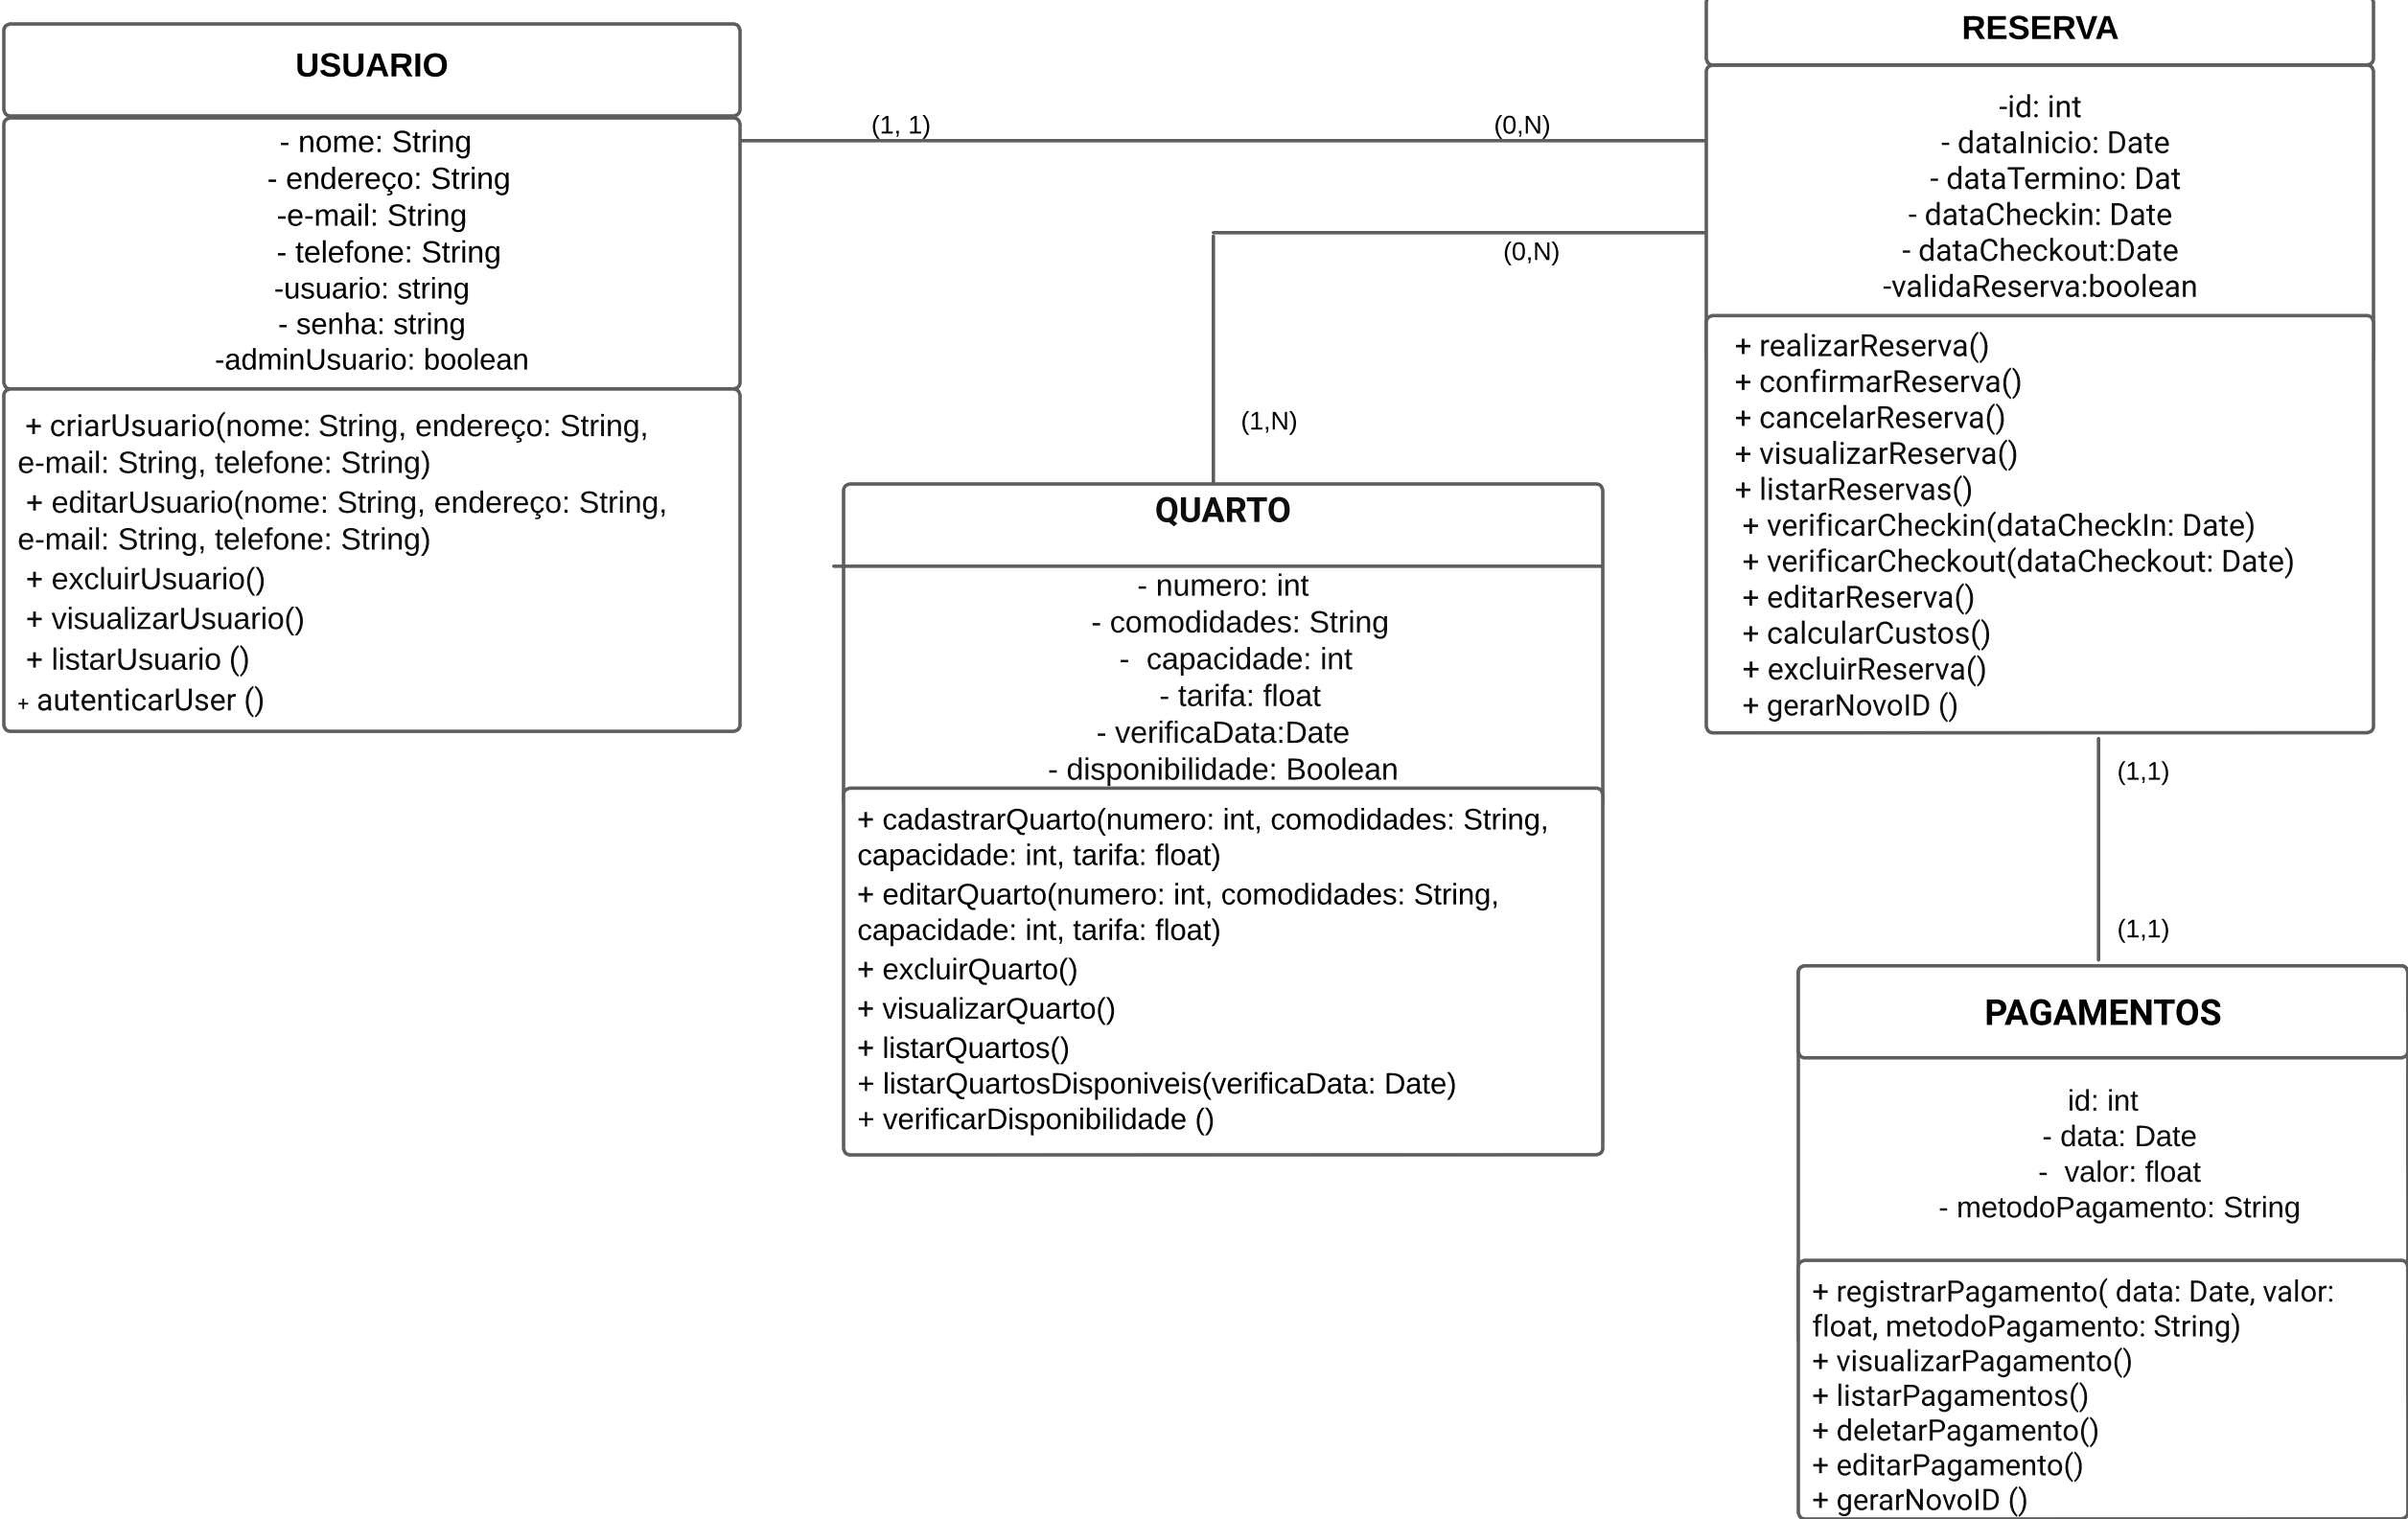 USUARIO
- nome: String
- endereço: String
-e-mail: String
- telefone: String
-usuario: string
- senha: string
-adminUsuario: boolean
+ criarUsuario(nome: String, endereço: String,
e-mail: String, telefone: String)
+ editarUsuario(nome: String, endereço: String,
e-mail: String, telefone: String)
+ excluirUsuario()
+ visualizarUsuario()
+ listarUsuario ()
+ autenticarUser ()
(1, 1)
(0,N)
(0,N)
(1,N)
RESERVA
-id: int
- dataInicio: Date
- dataTermino: Dat
- dataCheckin: Date
- dataCheckout:Date
-validaReserva:boolean
+ realizarReserva()
+ confirmarReserva()
+ cancelarReserva()
+ visualizarReserva()
+ listarReservas()
+ verificarCheckin(dataCheckIn: Date)
+ verificarCheckout(dataCheckout: Date)
+ editarReserva()
+ calcularCustos()
+ excluirReserva()
+ gerarNovoID ()
QUARTO
- numero: int
- comodidades: String
- capacidade: int
- tarifa: float
- verificaData:Date
- disponibilidade: Boolean
+ cadastrarQuarto(numero: int, comodidades: String,
capacidade: int, tarifa: float)
+ editarQuarto(numero: int, comodidades: String,
capacidade: int, tarifa: float)
+ excluirQuarto()
+ visualizarQuarto()
+ listarQuartos()
+ listarQuartosDisponiveis(verificaData: Date)
+ verificarDisponibilidade ()
(1,1)
(1,1)
PAGAMENTOS
id: int
- data: Date
- valor: float
- metodoPagamento: String
+ registrarPagamento( data: Date, valor:
float, metodoPagamento: String)
+ visualizarPagamento()
+ listarPagamentos()
+ deletarPagamento()
+ editarPagamento()
+ gerarNovoID ()